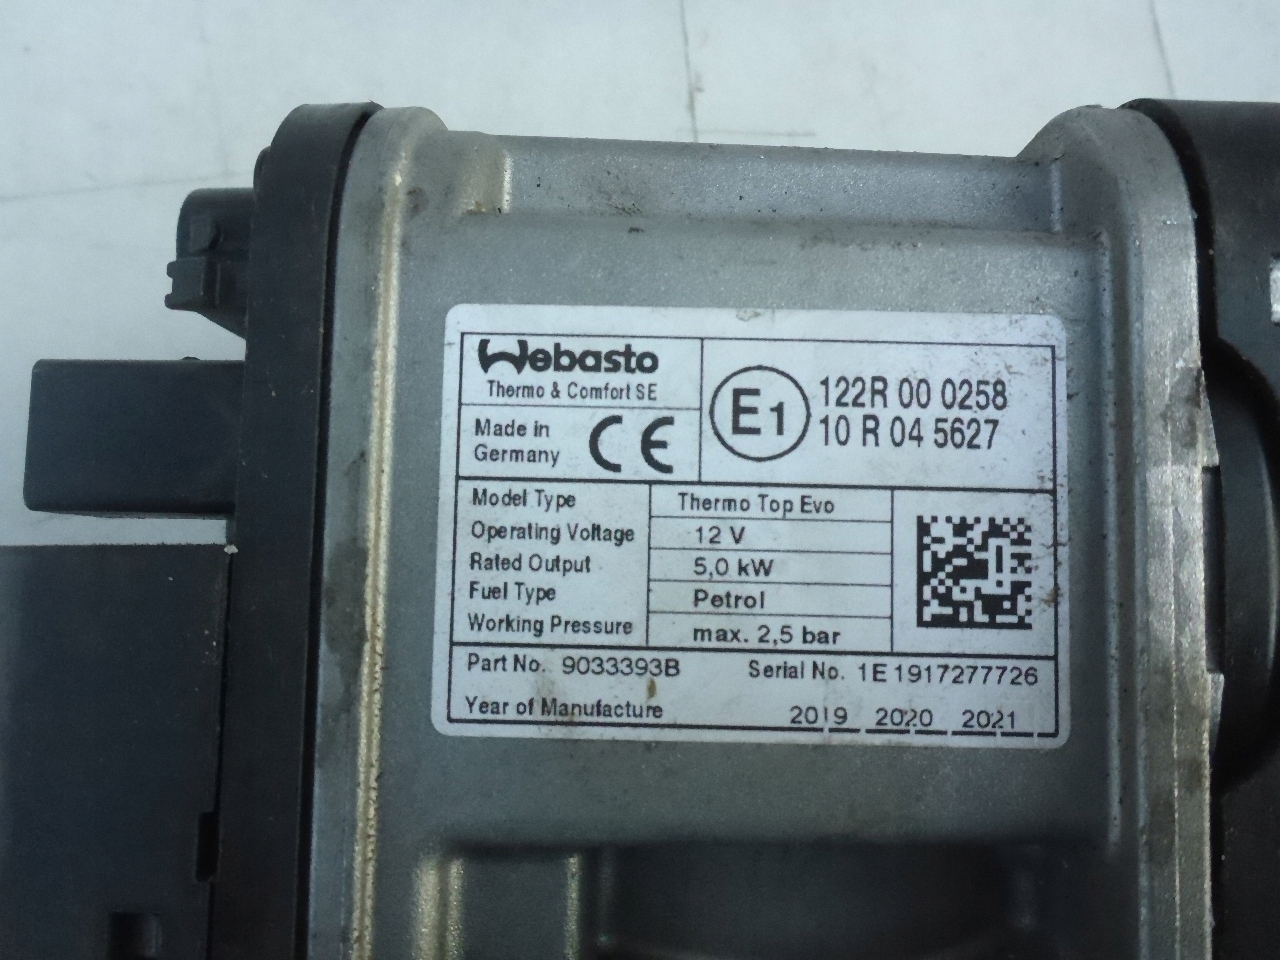 Webasto
Thermo & Comfort SE
Made in
Germany
CE
E1
122R 00 0258
10 R 04 5627
Model Type Thermo Top Evo
Operating Voltage 12 V
Rated Output 5,0 kW
Fuel Type Petrol
Working Pressure max. 2,5 bar
Part No. 9033393B Serial No. 1E1917277726
Year of Manufacture 2019 2020 2021